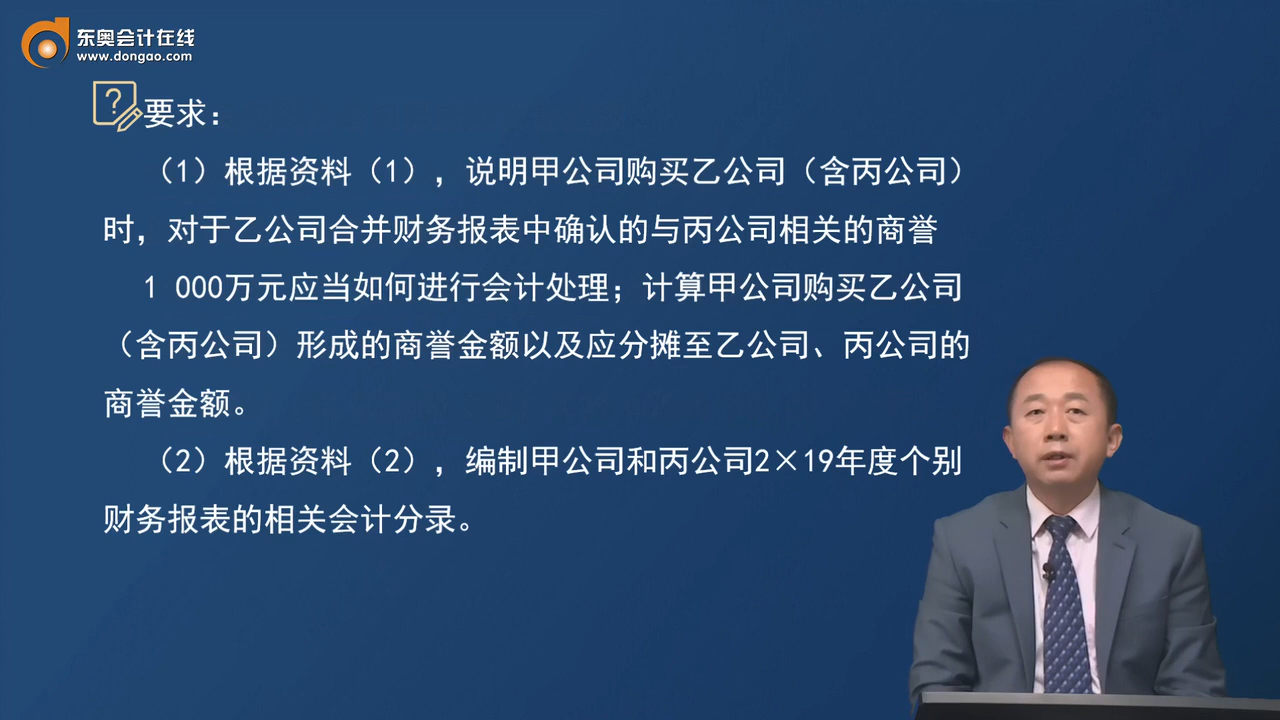 东奥会计在线
www.dongao.com
要求：
（1）根据资料（1），说明甲公司购买乙公司（含丙公司）
时，对于乙公司合并财务报表中确认的与丙公司相关的商誉
1 000万元应当如何进行会计处理；计算甲公司购买乙公司
（含丙公司）形成的商誉金额以及应分摊至乙公司、丙公司的
商誉金额。
（2）根据资料（2），编制甲公司和丙公司2×19年度个别
财务报表的相关会计分录。